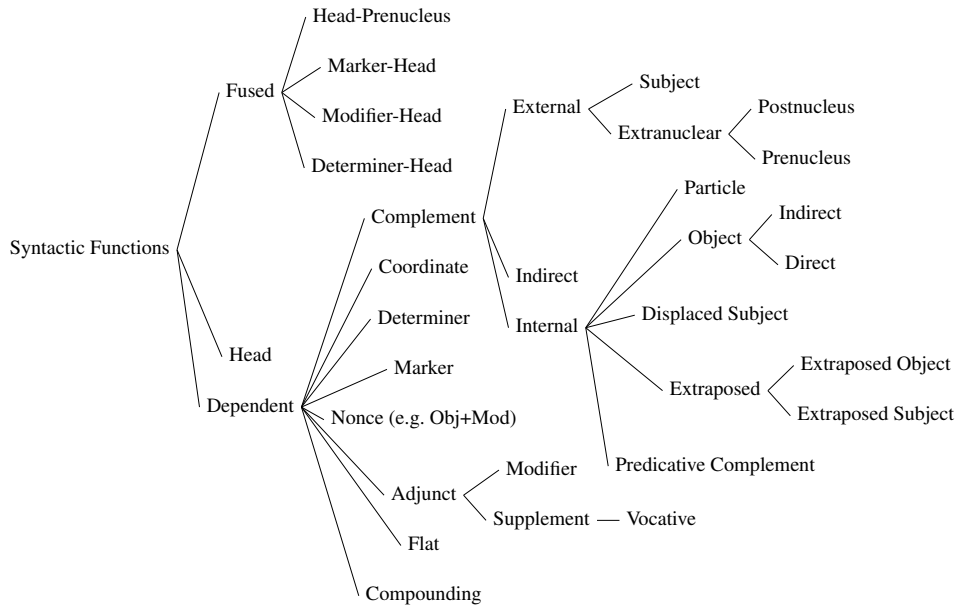 Syntactic Functions
Fused
Head-Prenucleus
Marker-Head
Modifier-Head
Determiner-Head
Head
Dependent
Complement
External
Subject
Extranuclear
Postnucleus
Prenucleus
Indirect
Internal
Particle
Object
Indirect
Direct
Displaced Subject
Extraposed
Extraposed Object
Extraposed Subject
Predicative Complement
Coordinate
Determiner
Marker
Nonce (e.g. Obj+Mod)
Adjunct
Modifier
Supplement
Vocative
Flat
Compounding